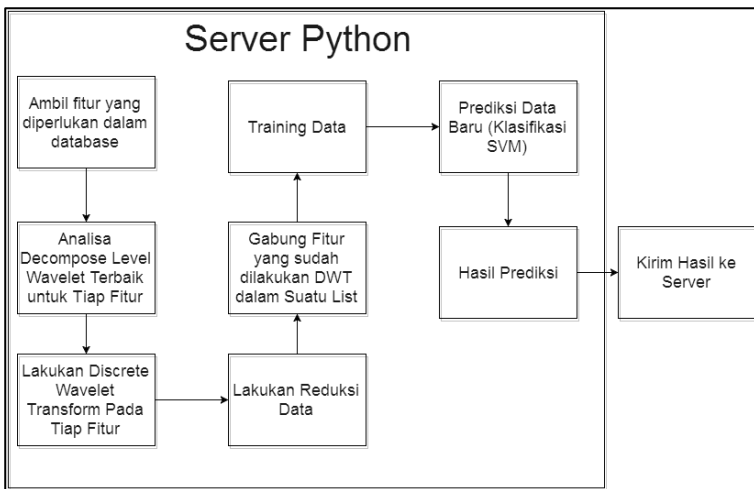 Server Python
Ambil fitur yang
diperlukan dalam
database
Analisa
Decompose Level
Wavelet Terbaik
untuk Tiap Fitur
Lakukan Discrete
Wavelet
Transform Pada
Tiap Fitur
Lakukan Reduksi
Data
Gabung Fitur
yang sudah
dilakukan DWT
dalam Suatu List
Training Data
Prediksi Data
Baru (Klasifikasi
SVM)
Hasil Prediksi
Kirim Hasil ke
Server